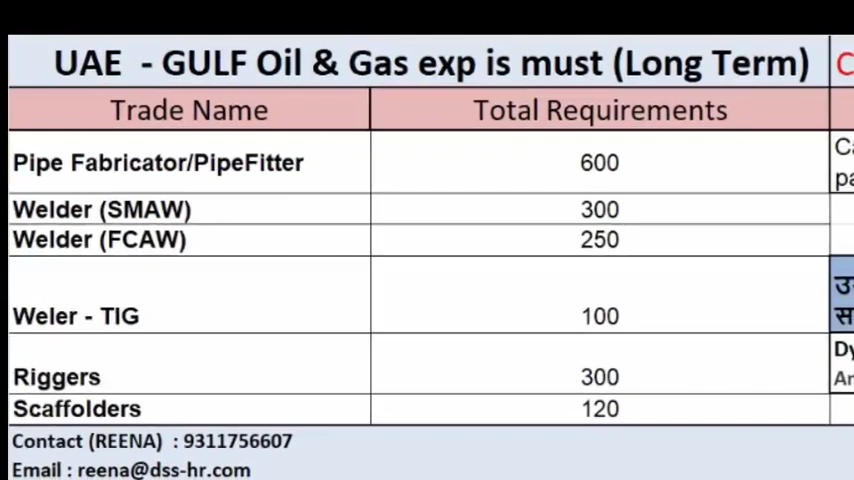 UAE - GULF Oil & Gas exp is must (Long Term)
Trade Name Total Requirements
Pipe Fabricator/PipeFitter 600
Welder (SMAW) 300
Welder (FCAW) 250
Weler - TIG 100
Riggers 300
Scaffolders 120
Contact (REENA) : 9311756607
Email : reena@dss-hr.com